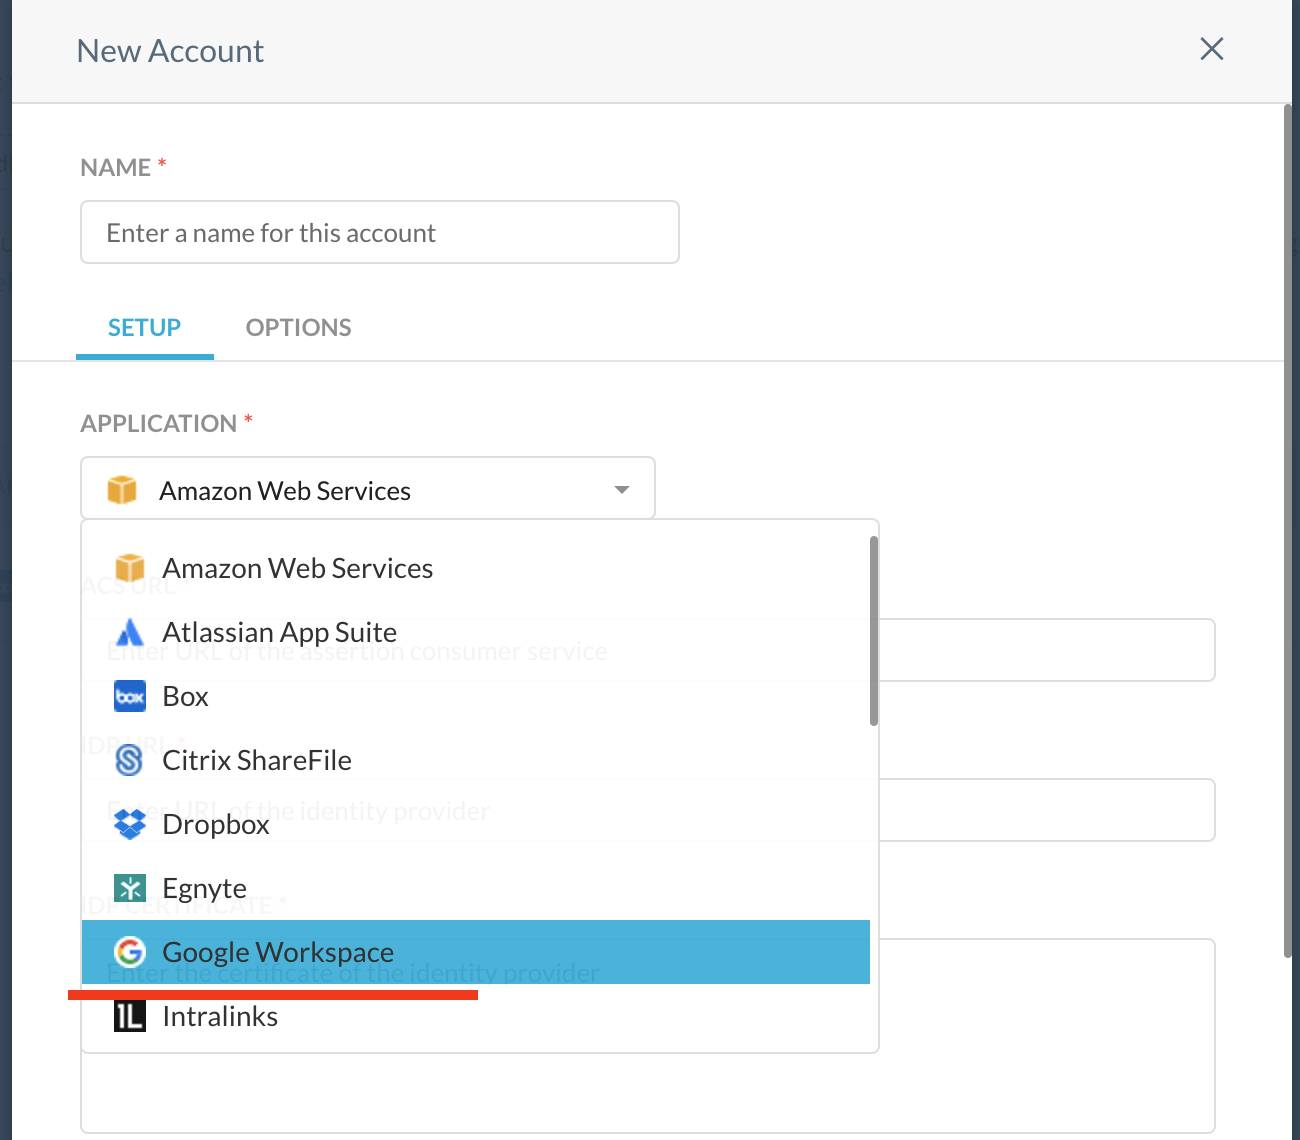 New Account
NAME *
Enter a name for this account
SETUP OPTIONS
APPLICATION *
Amazon Web Services
Amazon Web Services
ACS URL *
Atlassian App Suite
Enter URL of the assertion consumer service
box Box
IDP URL *
Citrix ShareFile
Enter URL of the identity provider
Dropbox
Egnyte
IDP CERTIFICATE *
Google Workspace
Enter the certificate of the identity provider
IL Intralinks